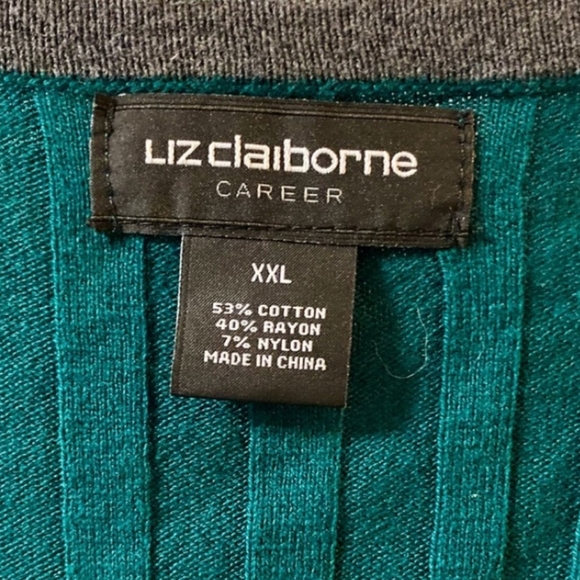 Liz claiborne
CAREER
XXL
53% COTTON
40% RAYON
7% NYLON
MADE IN CHINA